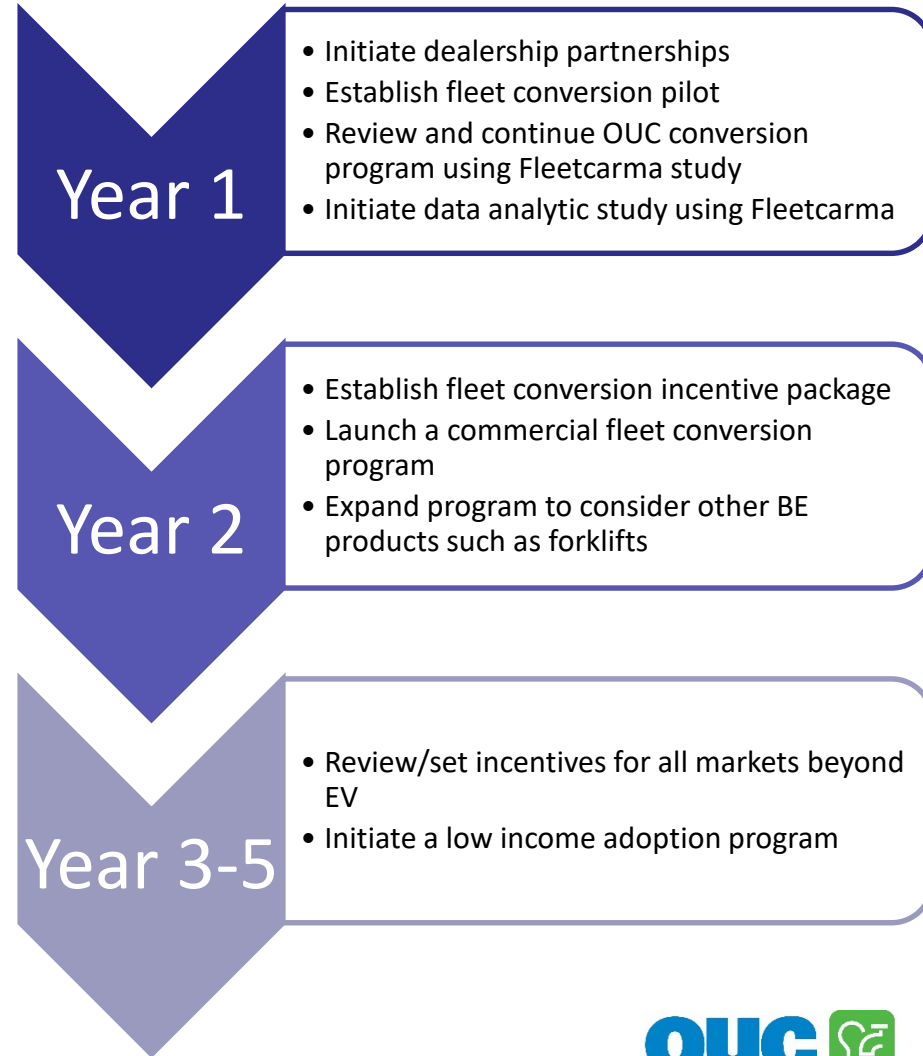 Year 1
• Initiate dealership partnerships
• Establish fleet conversion pilot
• Review and continue OUC conversion
program using Fleetcarma study
• Initiate data analytic study using Fleetcarma
Year 2
• Establish fleet conversion incentive package
• Launch a commercial fleet conversion
program
• Expand program to consider other BE
products such as forklifts
Year 3-5
• Review/set incentives for all markets beyond
EV
• Initiate a low income adoption program
OUC